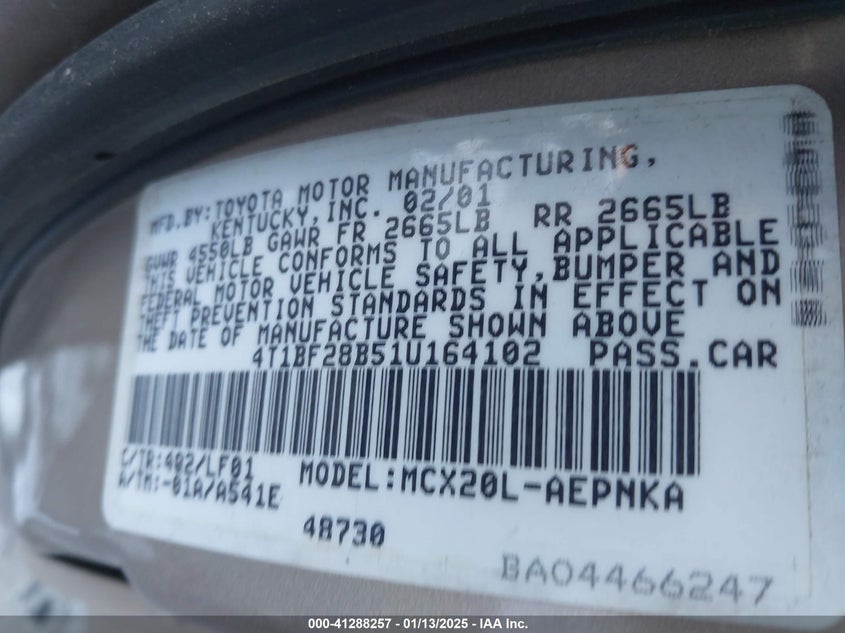 MFD.BY:TOYOTA MOTOR MANUFACTURING,
KENTUCKY,INC. 02/01
GVWR 4550LB GAWR FR 2665LB RR 2665LB
THIS VEHICLE CONFORMS TO ALL APPLICABLE
FEDERAL MOTOR VEHICLE SAFETY,BUMPER AND
THEFT PREVENTION STANDARDS IN EFFECT ON
THE DATE OF MANUFACTURE SHOWN ABOVE
4T1BF28B51U164102 PASS.CAR
C/TR:402/LF01
A/TM:-01A/A541E
MODEL:MCX20L-AEPNKA
48730
BA04466247
000-41288257 - 01/13/2025 - IAA Inc.